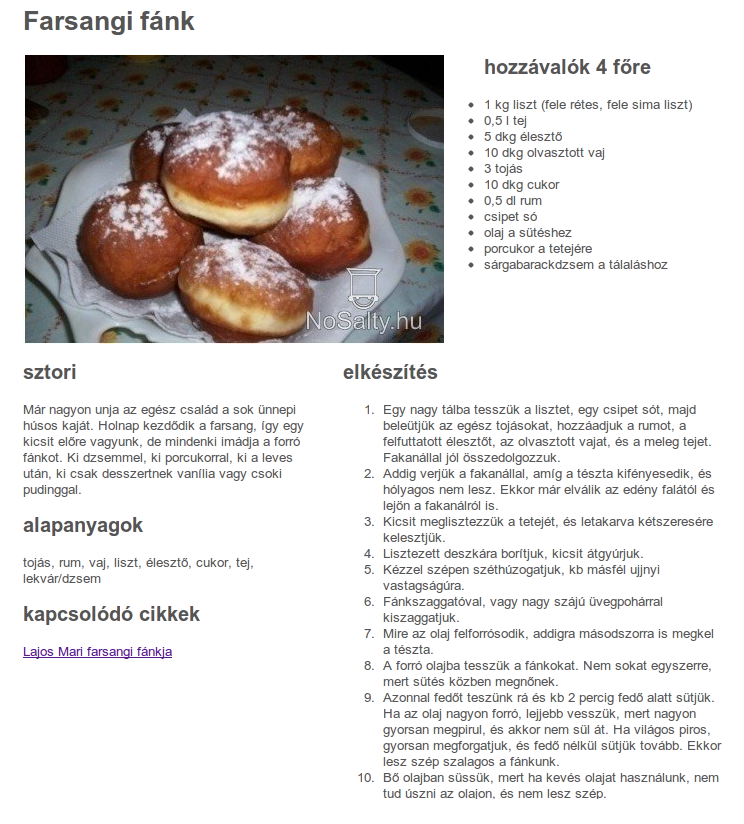 Farsangi fánk
NoSalty.hu
hozzávalók 4 főre
1 kg liszt (fele rétes, fele sima liszt)
0,5 l tej
5 dkg élesztő
10 dkg olvasztott vaj
3 tojás
10 dkg cukor
0,5 dl rum
csipet só
olaj a sütéshez
porcukor a tetejére
sárgabarackdzsem a tálaláshoz
sztori
Már nagyon unja az egész család a sok ünnepi
húsos kaját. Holnap kezdődik a farsang, így egy
kicsit előre vagyunk, de mindenki imádja a forró
fánkot. Ki dzsemmel, ki porcukorral, ki a leves
után, ki csak desszertnek vanília vagy csoki
pudinggal.
alapanyagok
tojás, rum, vaj, liszt, élesztő, cukor, tej,
lekvár/dzsem
kapcsolódó cikkek
Lajos Mari farsangi fánkja
elkészítés
1. Egy nagy tálba tesszük a lisztet, egy csipet sót, majd
beleütjük az egész tojásokat, hozzáadjuk a rumot, a
felfuttatott élesztőt, az olvasztott vajat, és a meleg tejet.
Fakanállal jól összedolgozzuk.
2. Addig verjük a fakanállal, amíg a tészta kifényesedik, és
hólyagos nem lesz. Ekkor már elválik az edény falától és
lejön a fakanálról is.
3. Kicsit meglisztezzük a tetejét, és letakarva kétszeresére
kelesztjük.
4. Lisztezett deszkára borítjuk, kicsit átgyúrjuk.
5. Kézzel szépen széthúzogatjuk, kb másfél ujjnyi
vastagságúra.
6. Fánkszaggatóval, vagy nagy szájú üvegpohárral
kiszaggatjuk.
7. Mire az olaj felforrósodik, addigra másodszorra is megkel
a tészta.
8. A forró olajba tesszük a fánkokat. Nem sokat egyszerre,
mert sütés közben megnőnek.
9. Azonnal fedőt teszünk rá és kb 2 percig fedő alatt sütjük.
Ha az olaj nagyon forró, lejjebb vesszük, mert nagyon
gyorsan megpirul, és akkor nem sül át. Ha világos piros,
gyorsan megforgatjuk, és fedő nélkül sütjük tovább. Ekkor
lesz szép szalagos a fánkunk.
10. Bő olajban süssük, mert ha kevés olajat használunk, nem
tud úszni az olajon, és nem lesz szép.